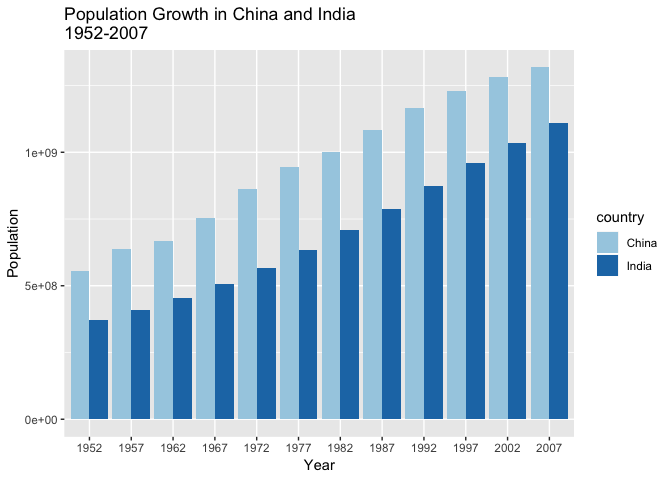 Population Growth in China and India
1952-2007
Population
1e+09
5e+08
0e+00
1952 1957 1962 1967 1972 1977 1982 1987 1992 1997 2002 2007
Year
country
China
India